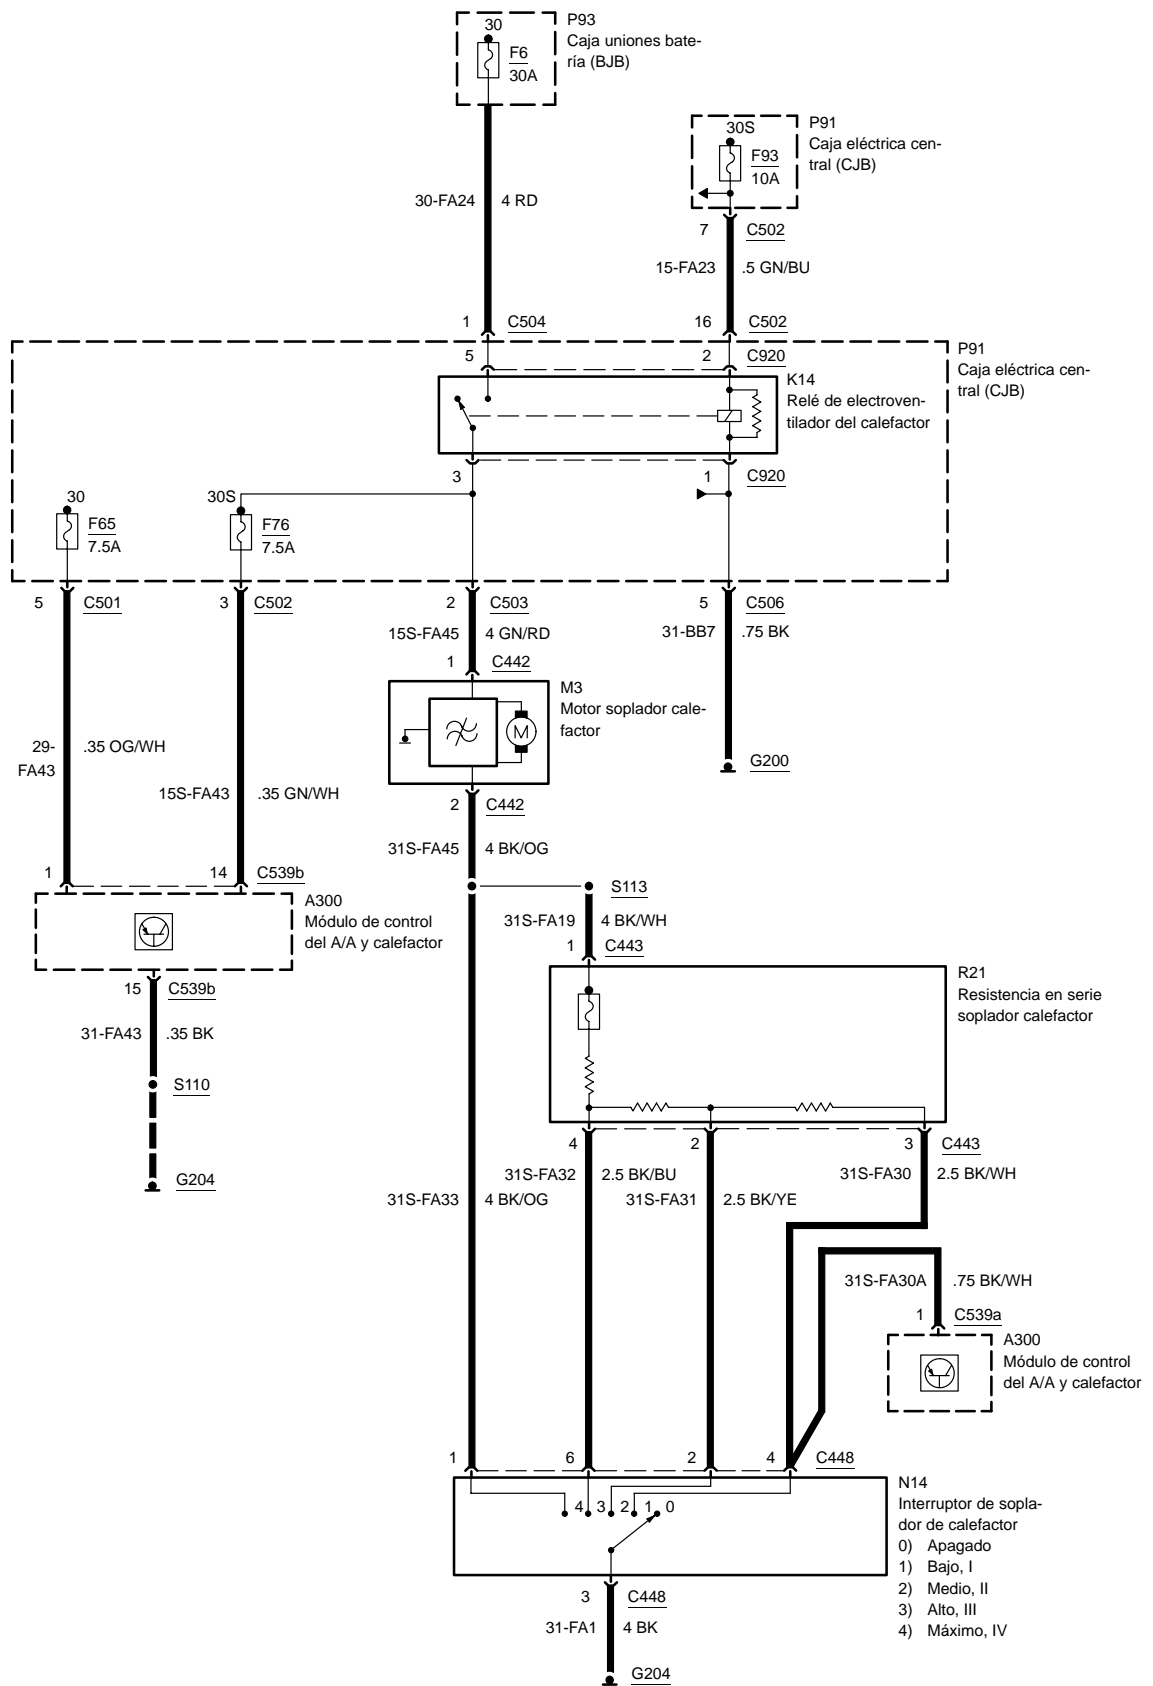 30
P93
Caja uniones bate-
ría (BJB)
F6
30A
30S
P91
Caja eléctrica cen-
tral (CJB)
F93
10A
30-FA24 4 RD
7 C502
15-FA23 .5 GN/BU
1 C504
16 C502
P91
Caja eléctrica cen-
tral (CJB)
5
2 C920
K14
Relé de electroven-
tilador del calefactor
3
1 C920
30
F65
7.5A
30S
F76
7.5A
5 C501
3 C502
2 C503
5 C506
15S-FA45 4 GN/RD
31-BB7 .75 BK
1 C442
M3
Motor soplador cale-
factor
M
29-
FA43
.35 OG/WH
G200
15S-FA43 .35 GN/WH
2 C442
31S-FA45 4 BK/OG
1
14 C539b
S113
A300
Módulo de control
del A/A y calefactor
31S-FA19 4 BK/WH
1 C443
R21
Resistencia en serie
soplador calefactor
15 C539b
31-FA43 .35 BK
S110
G204
4
2
3 C443
31S-FA32 2.5 BK/BU
31S-FA30 2.5 BK/WH
31S-FA33 4 BK/OG
31S-FA31 2.5 BK/YE
31S-FA30A .75 BK/WH
1 C539a
A300
Módulo de control
del A/A y calefactor
1
6
2
4 C448
N14
Interruptor de sopla-
dor de calefactor
0) Apagado
1) Bajo, I
2) Medio, II
3) Alto, III
4) Máximo, IV
4 3 2 1 0
3 C448
31-FA1 4 BK
G204